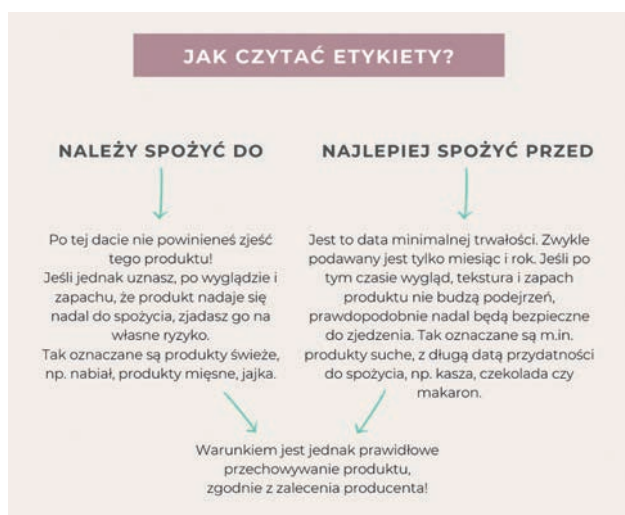 JAK CZYTAĆ ETYKIETY?
NALEŻY SPOŻYĆ DO
Po tej dacie nie powinieneś zjeść
tego produktu!
Jeśli jednak uznasz, po wyglądzie i
zapachu, że produkt nadaje się
nadal do spożycia, zjadasz go na
własne ryzyko.
Tak oznaczane są produkty świeże,
np. nabiał, produkty mięsne, jajka.
NAJLEPIEJ SPOŻYĆ PRZED
Jest to data minimalnej trwałości. Zwykle
podawany jest tylko miesiąc i rok. Jeśli po
tym czasie wygląd, tekstura i zapach
produktu nie budzą podejrzeń,
prawdopodobnie nadal będą bezpieczne
do zjedzenia. Tak oznaczane są m.in.
produkty suche, z długą datą przydatności
do spożycia, np. kasza, czekolada czy
makaron.
Warunkiem jest jednak prawidłowe
przechowywanie produktu,
zgodnie z zalecenia producenta!